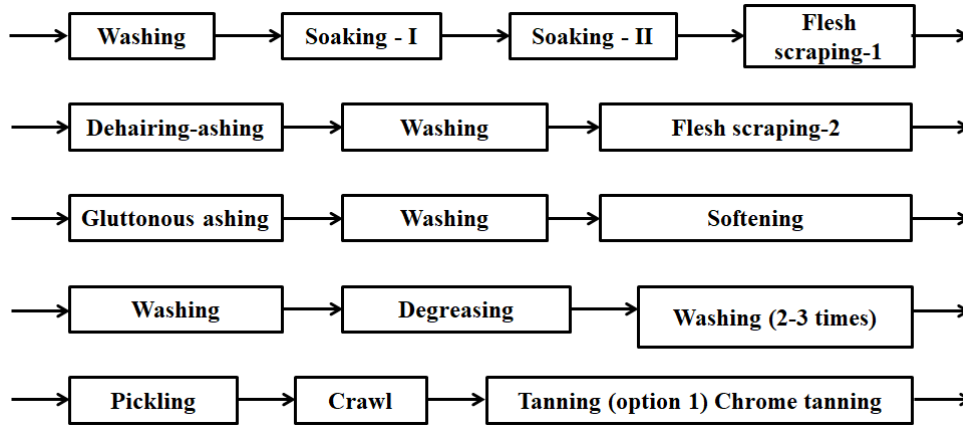 Washing
Soaking - I
Soaking - II
Flesh
scraping-1
Dehairing-ashing
Washing
Flesh scraping-2
Gluttonous ashing
Washing
Softening
Washing
Degreasing
Washing (2-3 times)
Pickling
Crawl
Tanning (option 1) Chrome tanning